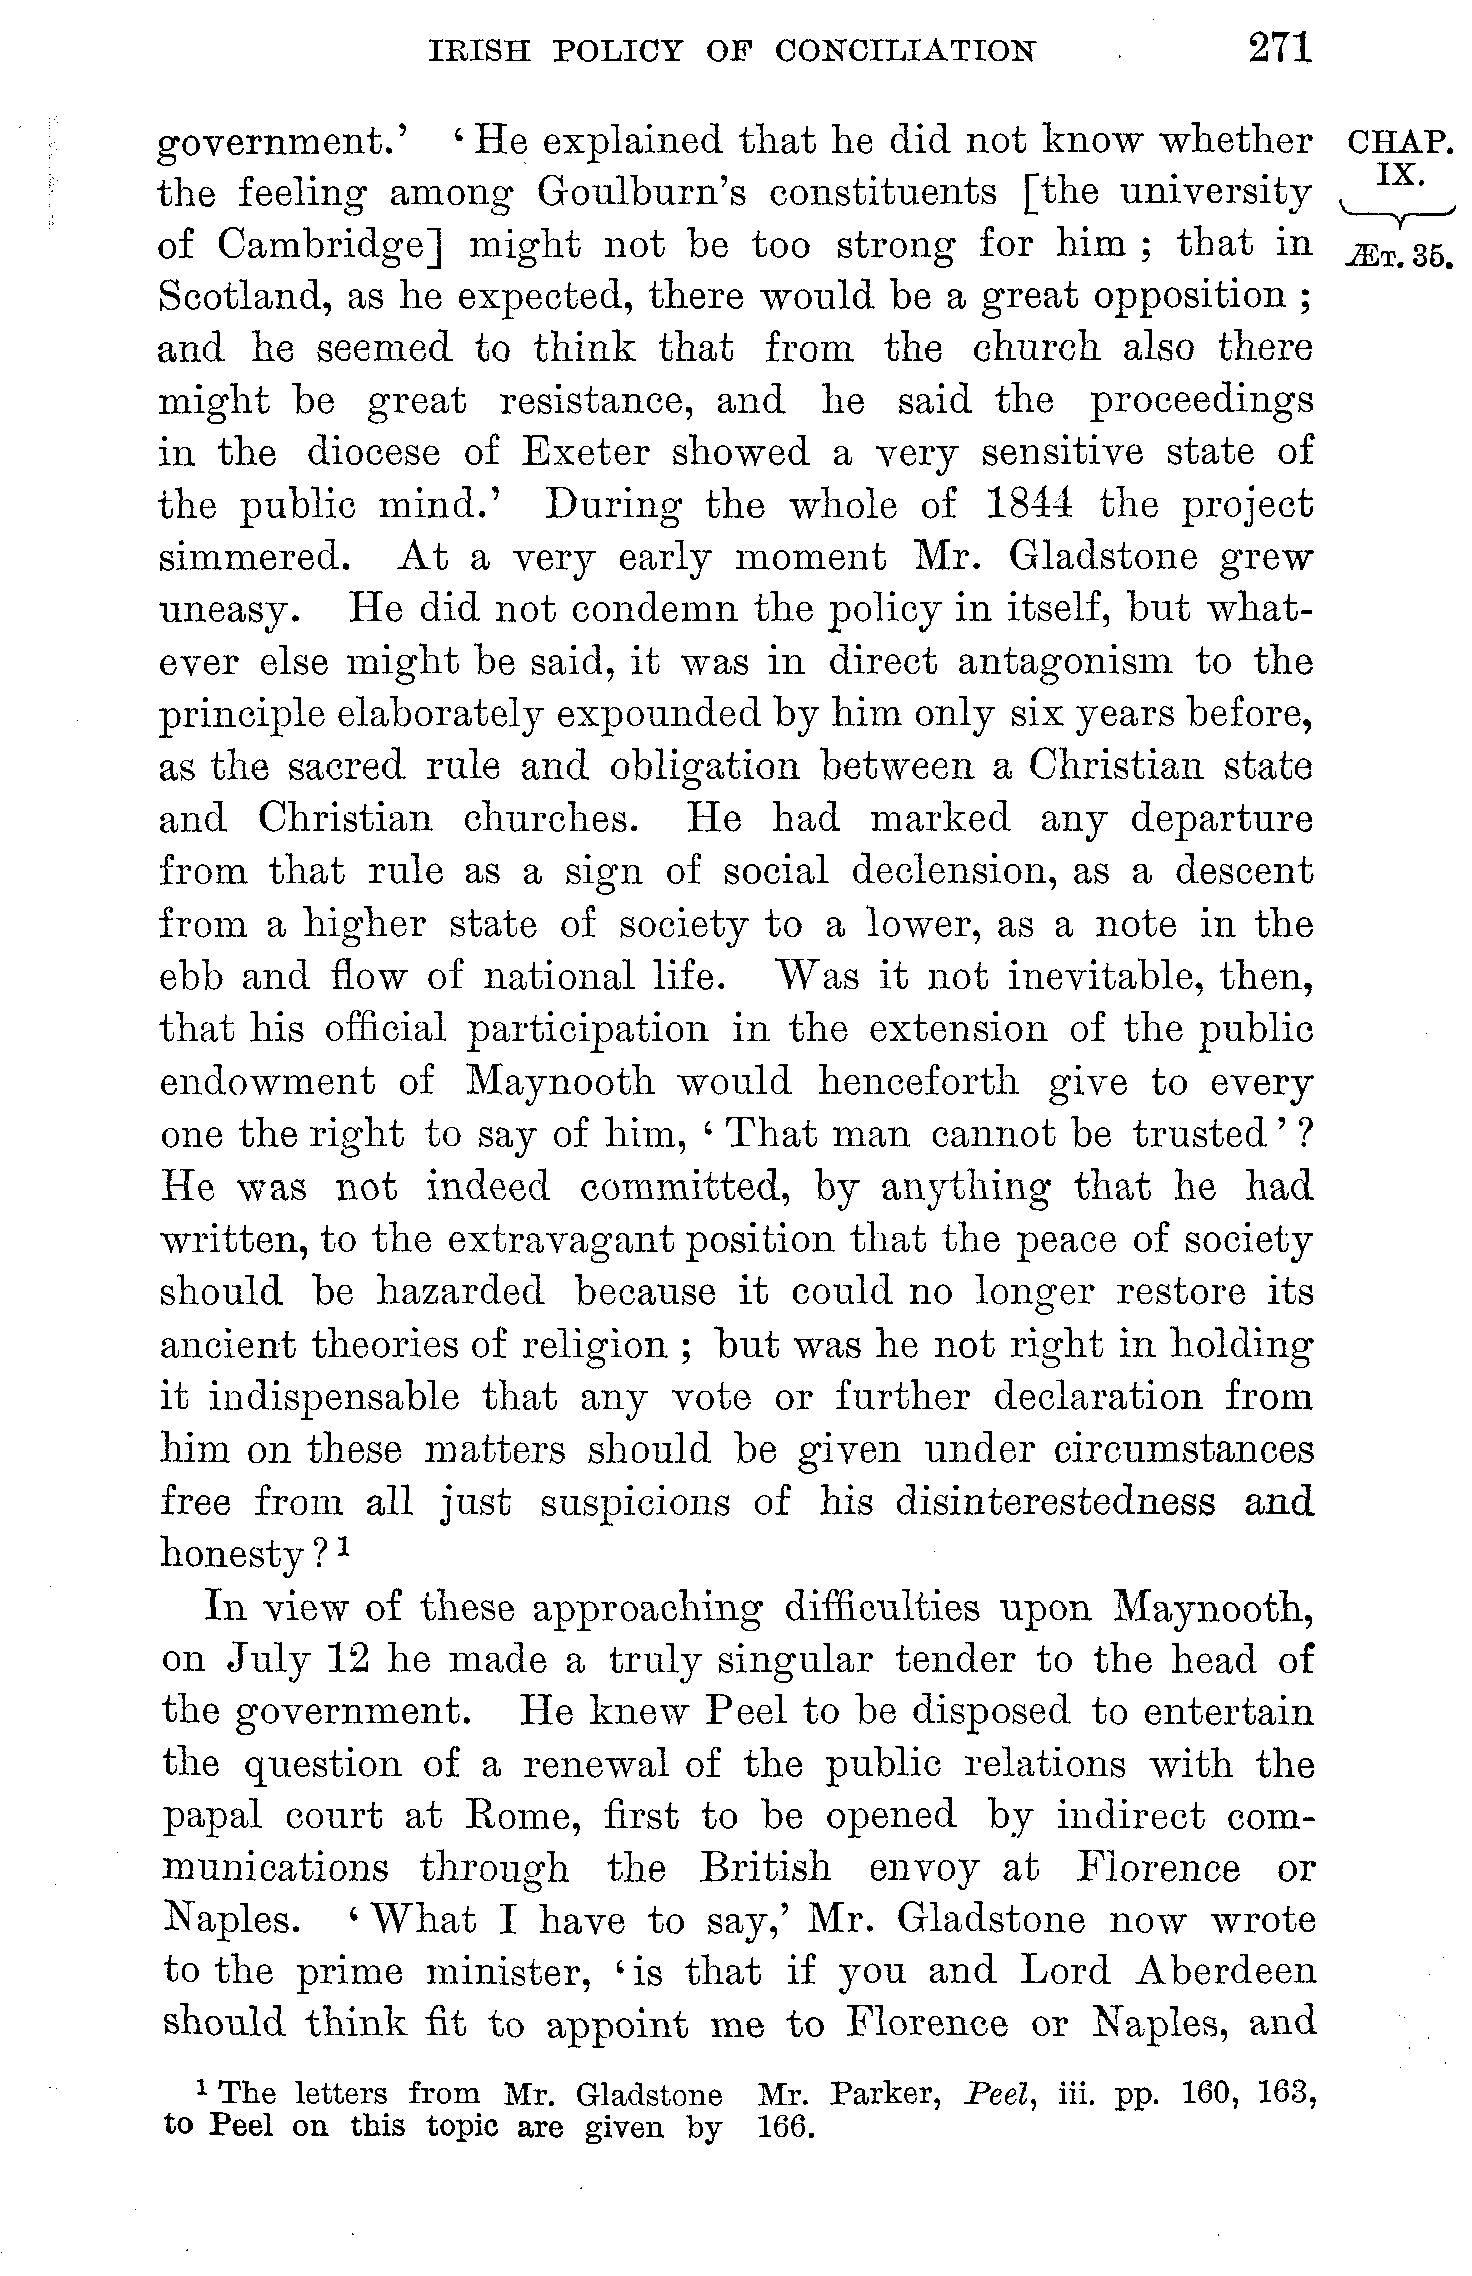 IRISH POLICY OF CONCILIATION 271
government.' 'He explained that he did not know whether
the feeling among Goulburn's constituents [the university
of Cambridge] might not be too strong for him ; that in
Scotland, as he expected, there would be a great opposition ;
and he seemed to think that from the church also there
might be great resistance, and he said the proceedings
in the diocese of Exeter showed a very sensitive state of
the public mind.' During the whole of 1844 the project
simmered. At a very early moment Mr. Gladstone grew
uneasy. He did not condemn the policy in itself, but what-
ever else might be said, it was in direct antagonism to the
principle elaborately expounded by him only six years before,
as the sacred rule and obligation between a Christian state
and Christian churches. He had marked any departure
from that rule as a sign of social declension, as a descent
from a higher state of society to a lower, as a note in the
ebb and flow of national life. Was it not inevitable, then,
that his official participation in the extension of the public
endowment of Maynooth would henceforth give to every
one the right to say of him, 'That man cannot be trusted'?
He was not indeed committed, by anything that he had
written, to the extravagant position that the peace of society
should be hazarded because it could no longer restore its
ancient theories of religion ; but was he not right in holding
it indispensable that any vote or further declaration from
him on these matters should be given under circumstances
free from all just suspicions of his disinterestedness and
honesty?¹
In view of these approaching difficulties upon Maynooth,
on July 12 he made a truly singular tender to the head of
the government. He knew Peel to be disposed to entertain
the question of a renewal of the public relations with the
papal court at Rome, first to be opened by indirect com-
munications through the British envoy at Florence or
Naples. 'What I have to say,' Mr. Gladstone now wrote
to the prime minister, 'is that if you and Lord Aberdeen
should think fit to appoint me to Florence or Naples, and
CHAP.
IX.
ÆT. 35.
¹ The letters from Mr. Gladstone
to Peel on this topic are given by
Mr. Parker, Peel, iii. pp. 160, 163,
166.